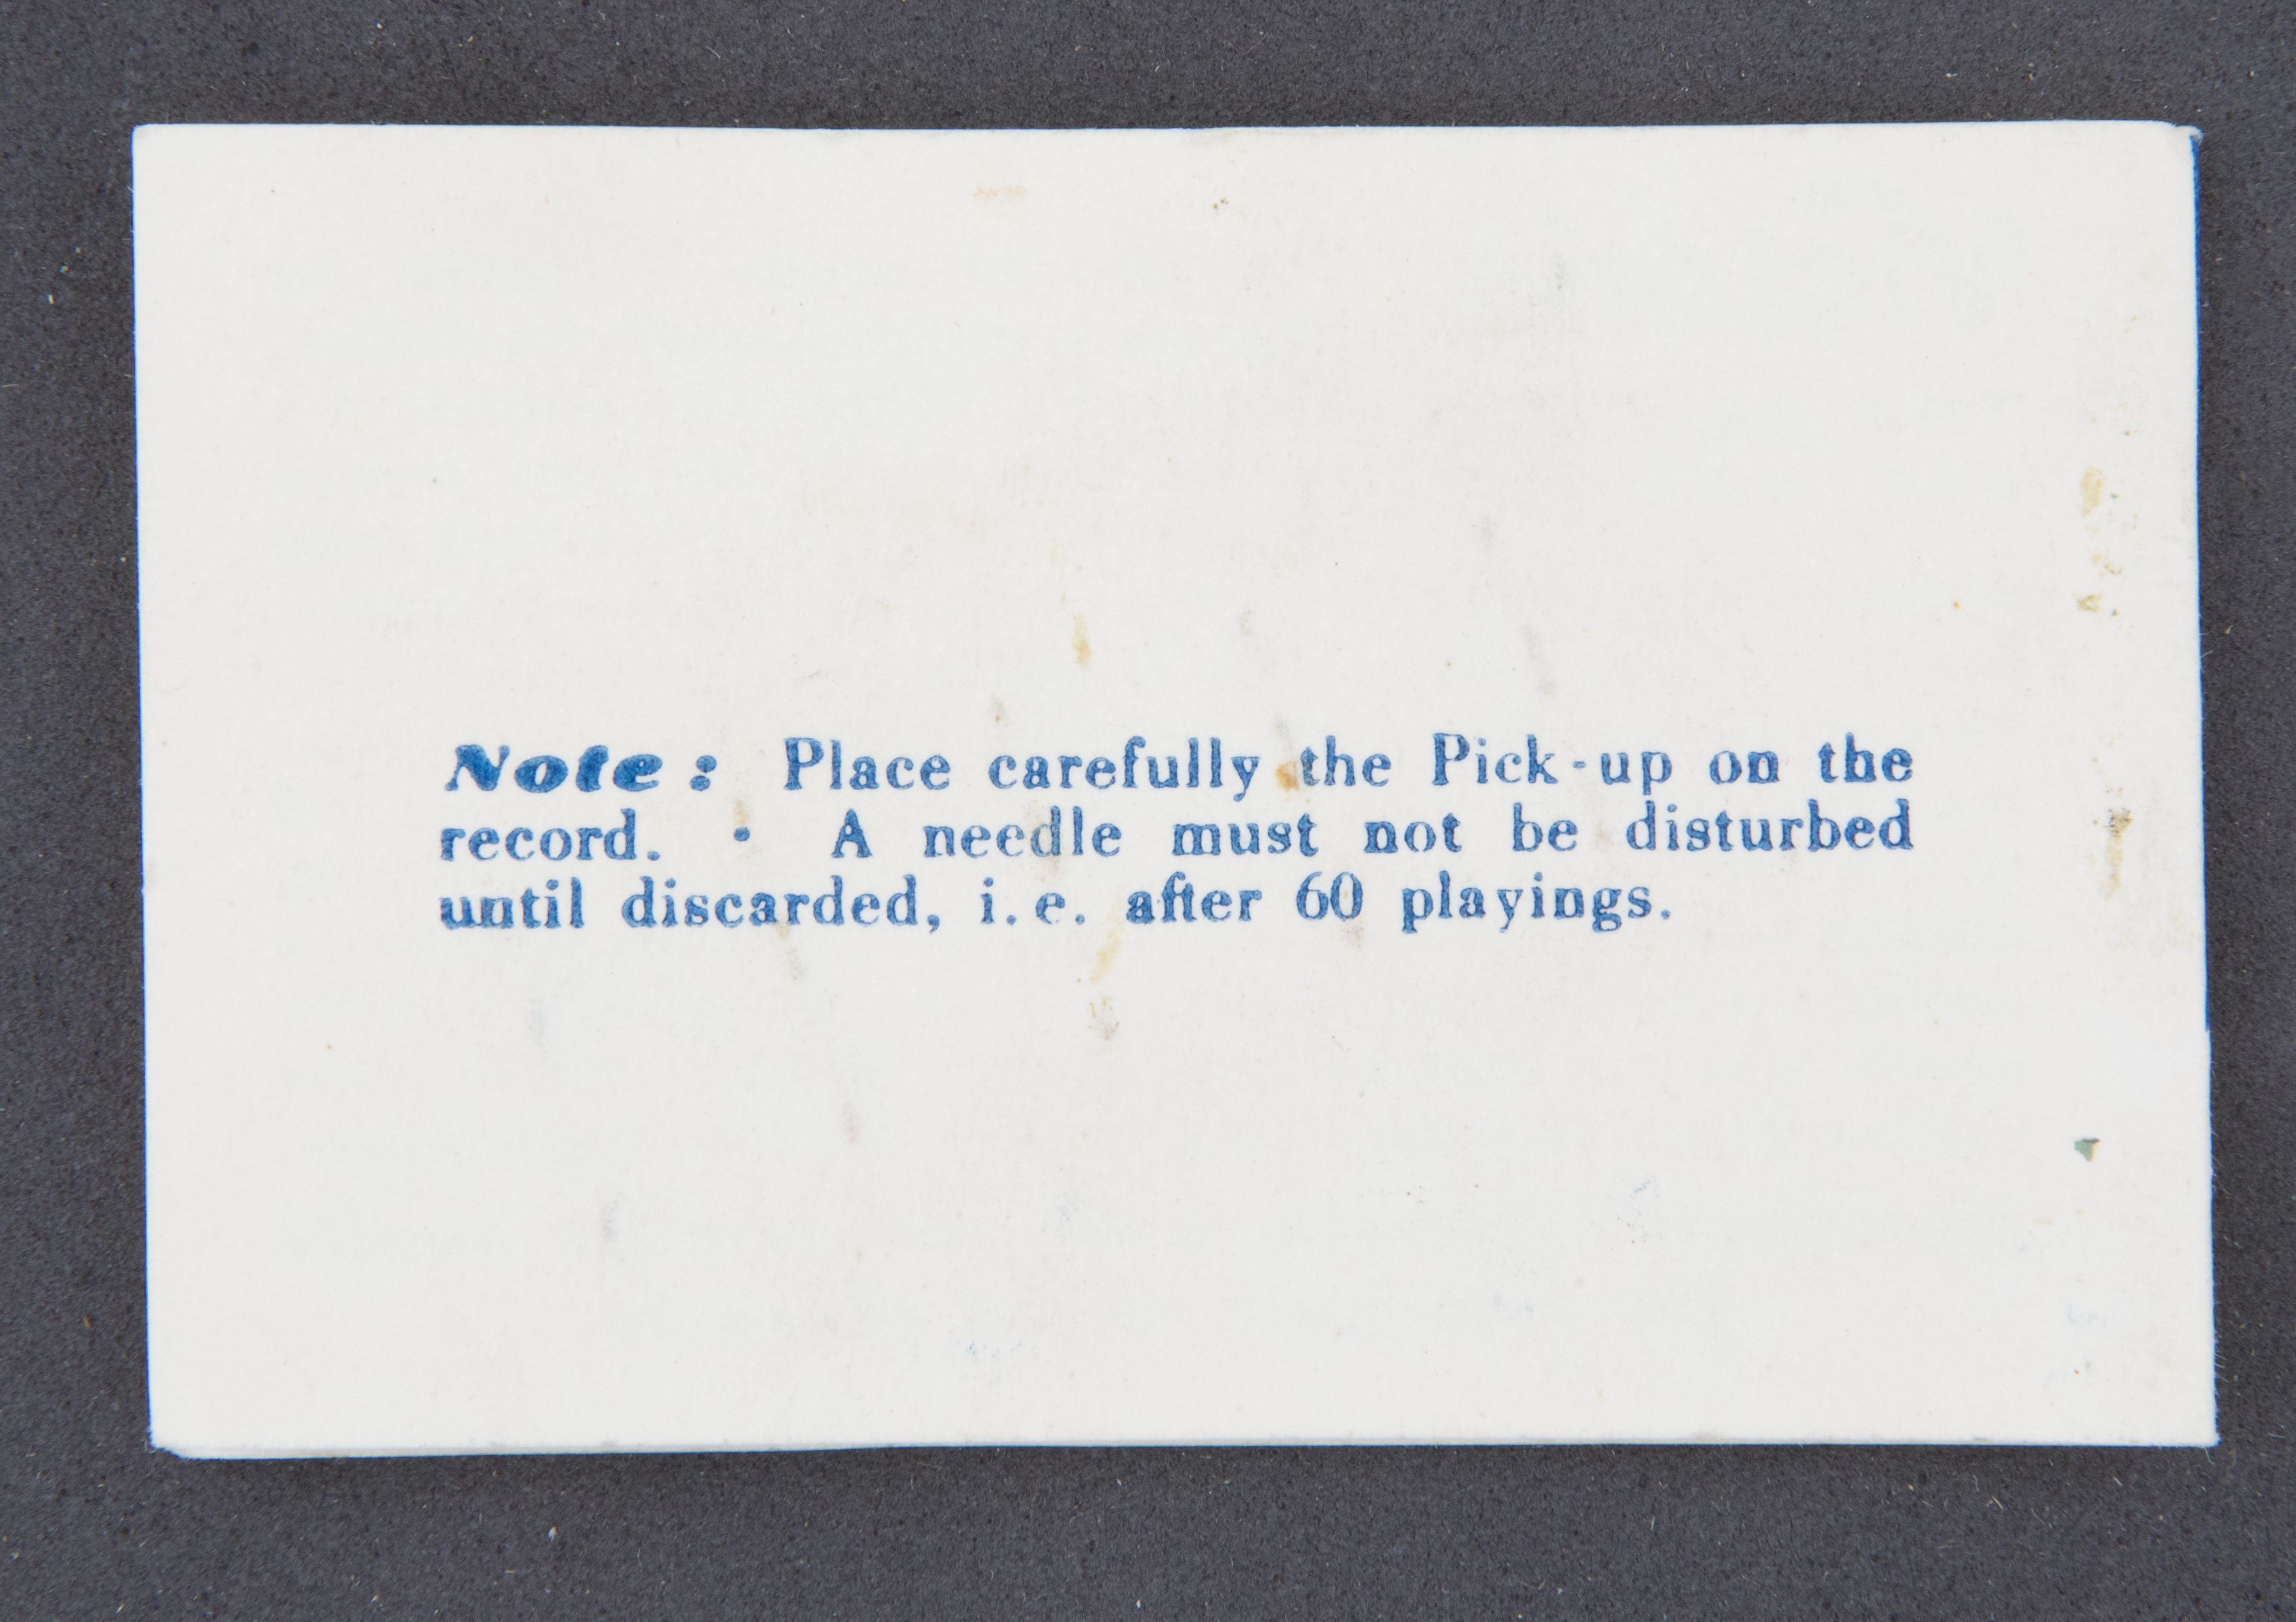 Note: Place carefully the Pick-up on the
record. · A needle must not be disturbed
until discarded, i. e. after 60 playings.